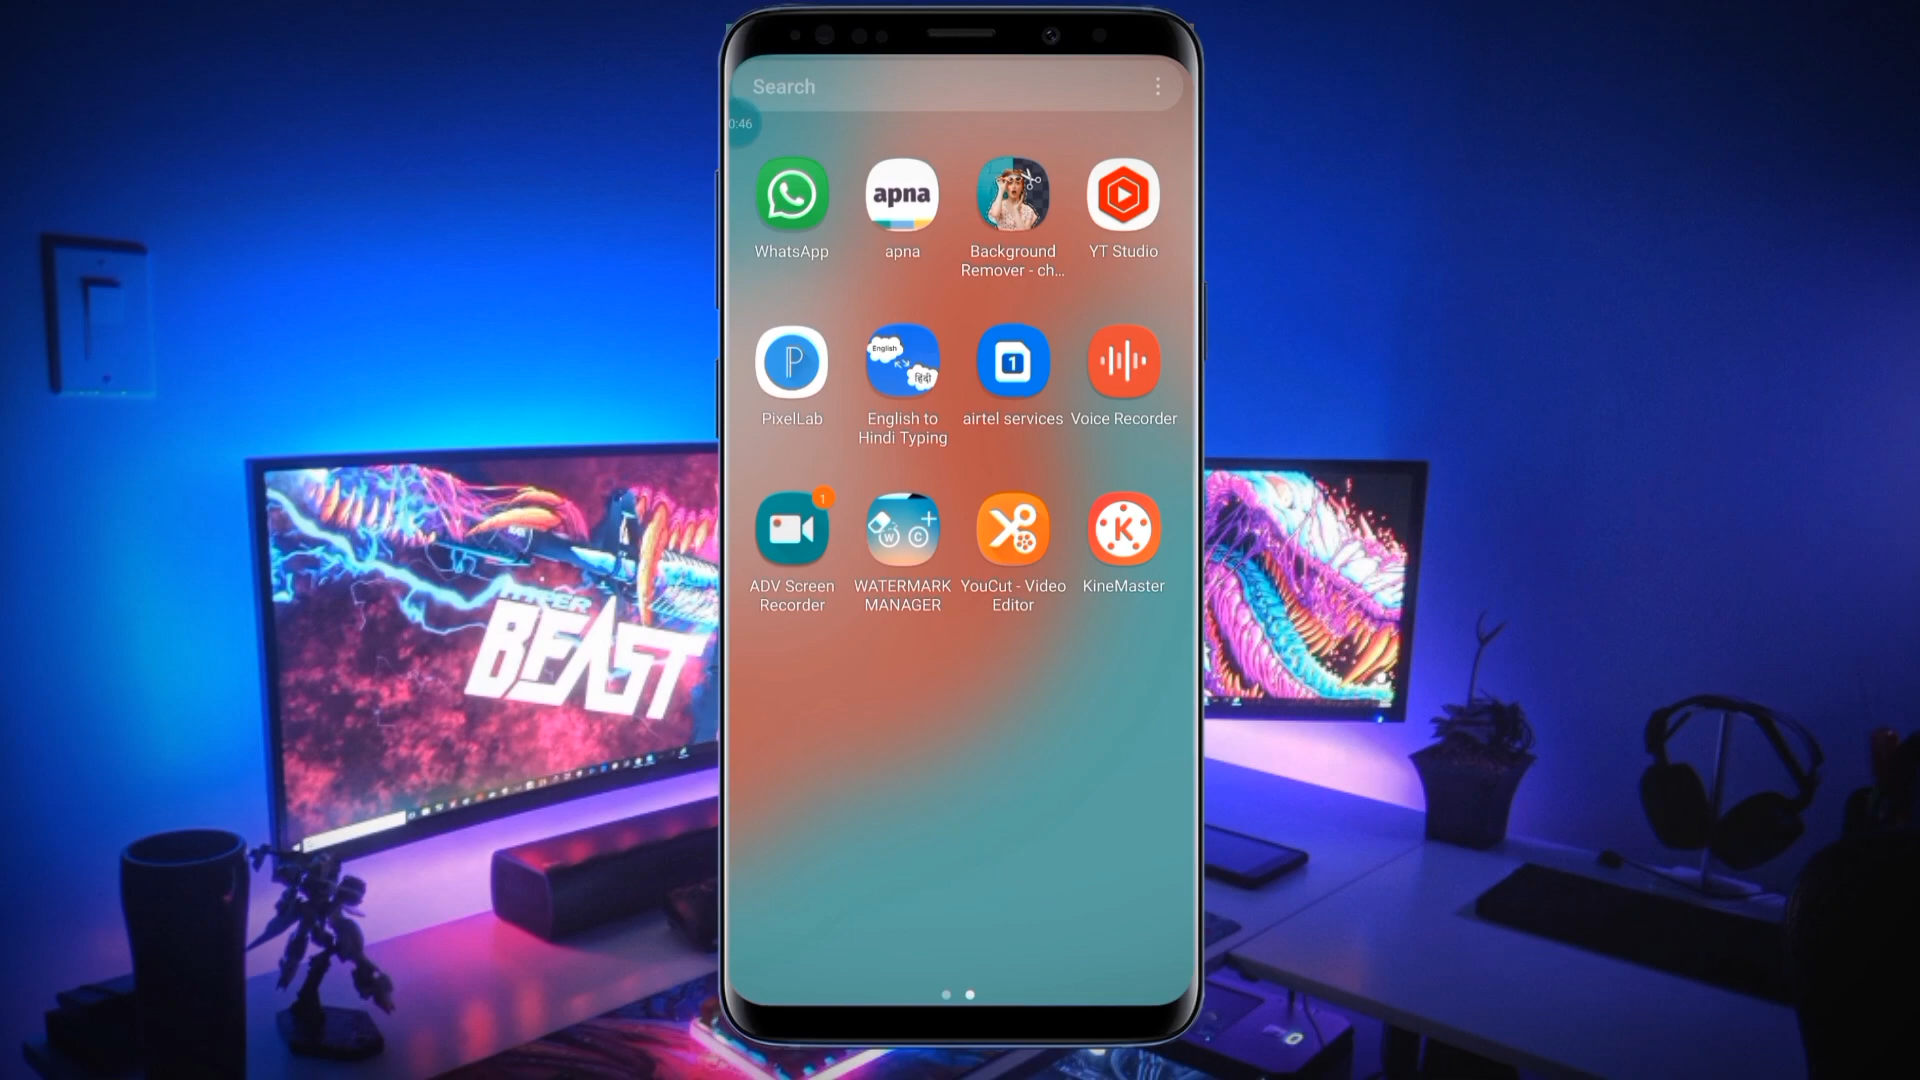 Search
0:46
apna
WhatsApp
apna
Background
Remover - ch...
YT Studio
P
English
हिंदी
1
PixelLab
English to
Hindi Typing
airtel services
Voice Recorder
1
W
C
K
ADV Screen
Recorder
WATERMARK
MANAGER
YouCut - Video
Editor
KineMaster
HYPER
BEAST